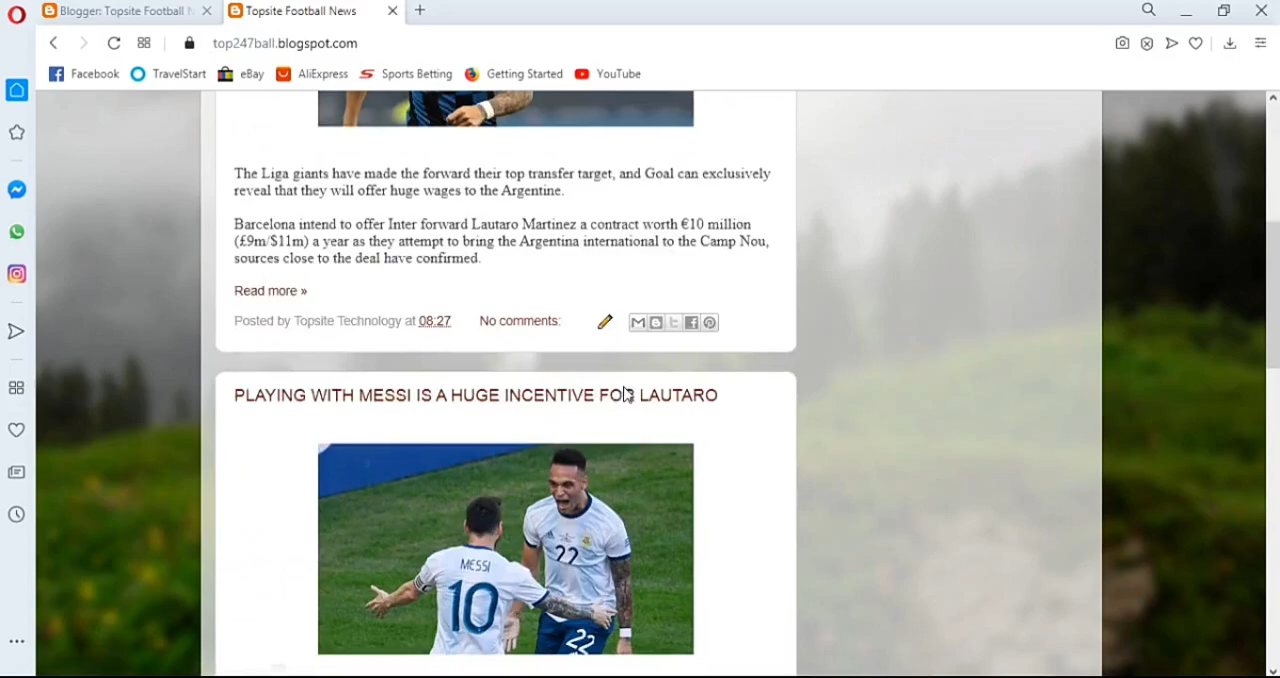 Blogger: Topsite Football N
Topsite Football News
top247ball.blogspot.com
Facebook TravelStart eBay AliExpress Sports Betting Getting Started YouTube
The Liga giants have made the forward their top transfer target, and Goal can exclusively
reveal that they will offer huge wages to the Argentine.
Barcelona intend to offer Inter forward Lautaro Martinez a contract worth €10 million
(£9m/$11m) a year as they attempt to bring the Argentina international to the Camp Nou,
sources close to the deal have confirmed.
Read more »
Posted by Topsite Technology at 08:27 No comments:
PLAYING WITH MESSI IS A HUGE INCENTIVE FOR LAUTARO
MESSI
10
22
22